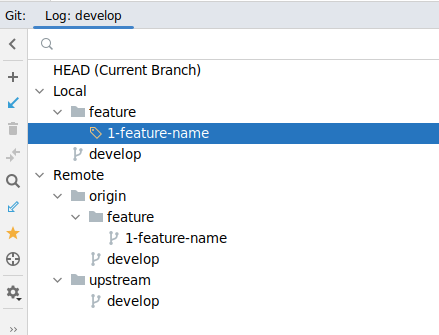 Git: Log: develop
HEAD (Current Branch)
Local
feature
1-feature-name
develop
Remote
origin
feature
1-feature-name
develop
upstream
develop